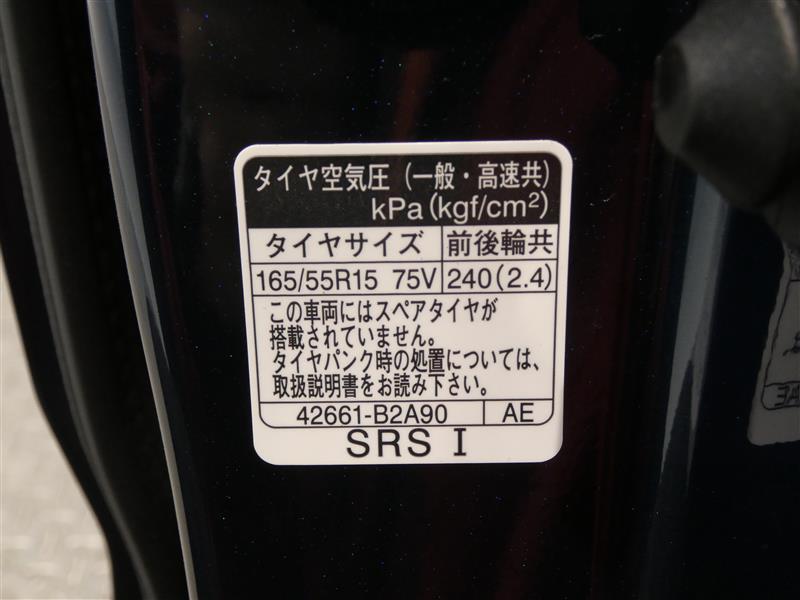 タイヤ空気圧（一般・高速共）
kPa(kgf/cm²)
タイヤサイズ 前後輪共
165/55R15 75V 240(2.4)
この車両にはスペアタイヤが
搭載されていません。
タイヤパンク時の処置については、
取扱説明書をお読み下さい。
42661-B2A90 AE
SRS I